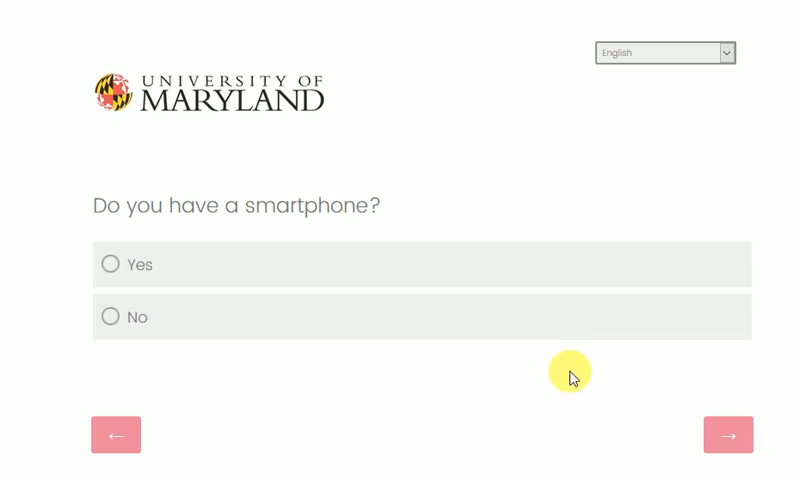 English
UNIVERSITY OF
MARYLAND
Do you have a smartphone?
Yes
No
←
→